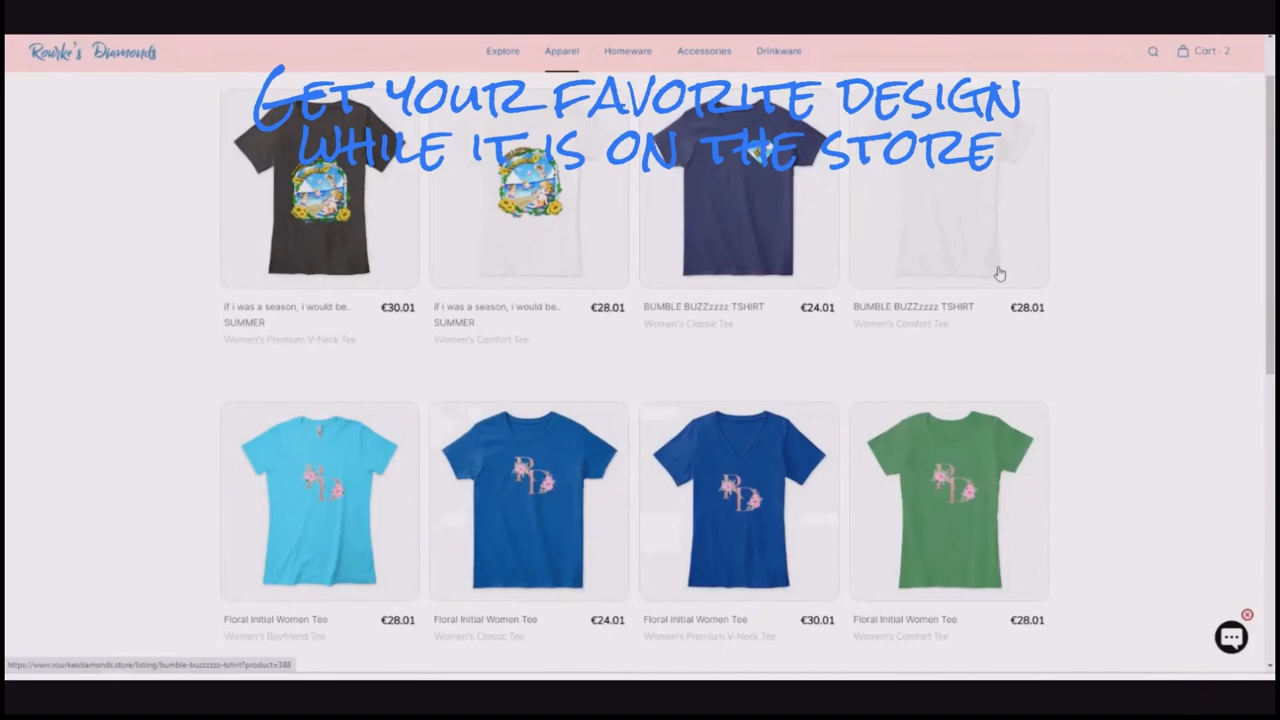 Rourke's Diamonds
Explore Apparel Homeware Accessories Drinkware
Cart · 2
GET YOUR FAVORITE DESIGN
WHILE IT IS ON THE STORE
if i was a season, i would be.. €30.01
SUMMER
Women's Premium V-Neck Tee
if i was a season, i would be.. €28.01
SUMMER
Women's Comfort Tee
BUMBLE BUZZzzzz TSHIRT €24.01
Women's Classic Tee
BUMBLE BUZZzzzz TSHIRT €28.01
Women's Comfort Tee
RD
RD
RD
RD
Floral Initial Women Tee €28.01
Women's Boyfriend Tee
Floral Initial Women Tee €24.01
Women's Classic Tee
Floral Initial Women Tee €30.01
Women's Premium V-Neck Tee
Floral Initial Women Tee €28.01
Women's Comfort Tee
https://www.rourkesdiamonds.store/listing/bumble-buzzzzzz-tshirt?product=388